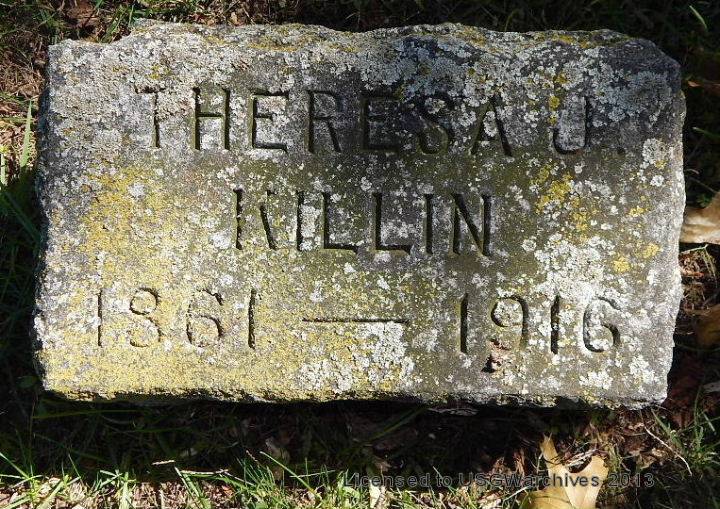 THERESA J.
KILLIN
1861 — 1916
Licensed to USGWarchives 2013